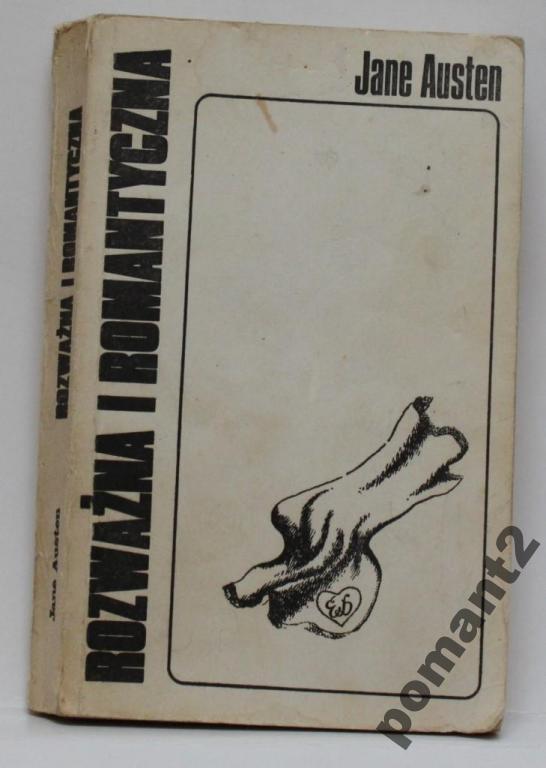 Jane Austen
ROZWAŻNA I ROMANTYCZNA
Jane Austen
ROZWAŻNA I ROMANTYCZNA
pomant2